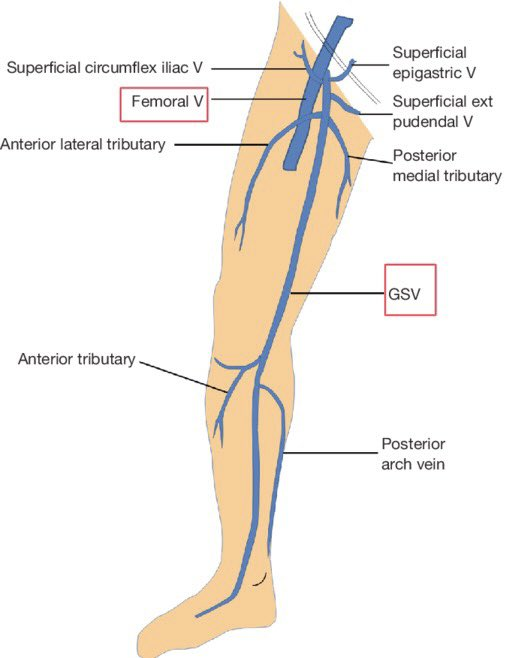 Superficial
epigastric V
Superficial circumflex iliac V
Femoral V
Superficial ext
pudendal V
Anterior lateral tributary
Posterior
medial tributary
GSV
Anterior tributary
Posterior
arch vein